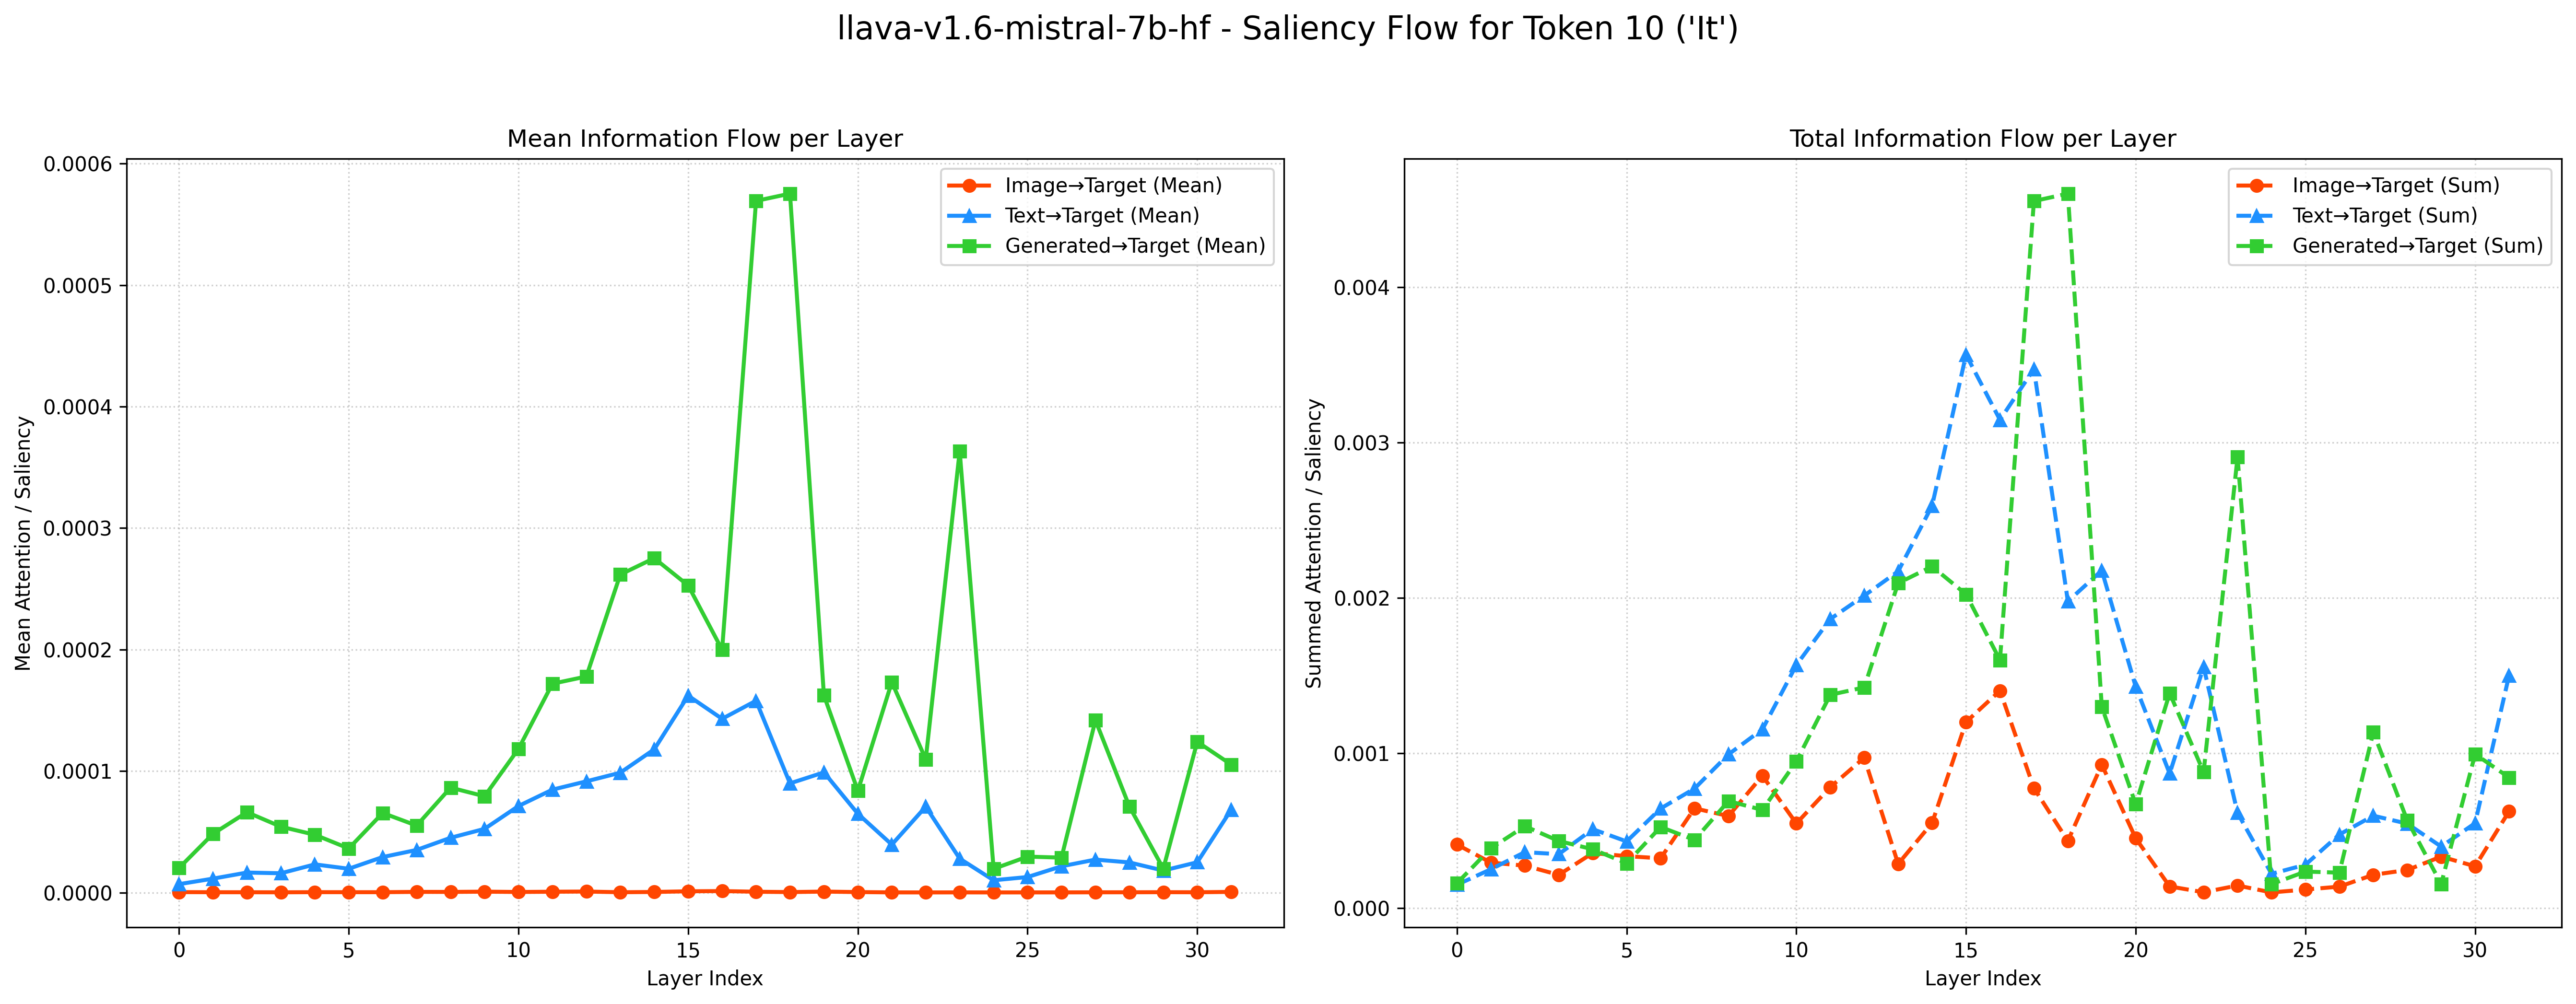 llava-v1.6-mistral-7b-hf - Saliency Flow for Token 10 ('It')
Mean Information Flow per Layer
Mean Attention / Saliency
0.0006
0.0005
0.0004
0.0003
0.0002
0.0001
0.0000
Image→Target (Mean)
Text→Target (Mean)
Generated→Target (Mean)
0 5 10 15 20 25 30
Layer Index
Total Information Flow per Layer
Summed Attention / Saliency
0.004
0.003
0.002
0.001
0.000
Image→Target (Sum)
Text→Target (Sum)
Generated→Target (Sum)
0 5 10 15 20 25 30
Layer Index